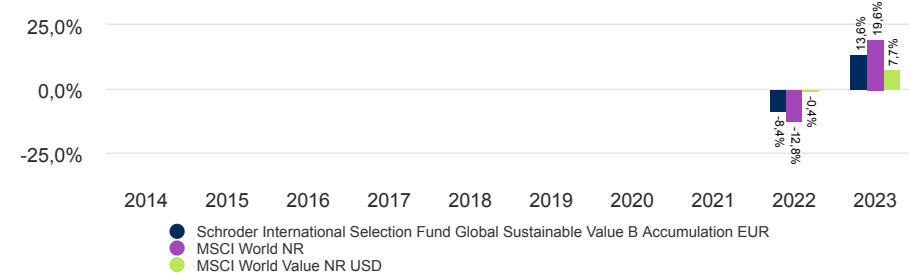 25,0%
0,0%
-25,0%
13,6%
19,6%
7,7%
-8,4%
-12,8%
-0,4%
2014 2015 2016 2017 2018 2019 2020 2021 2022 2023
Schroder International Selection Fund Global Sustainable Value B Accumulation EUR
MSCI World NR
MSCI World Value NR USD